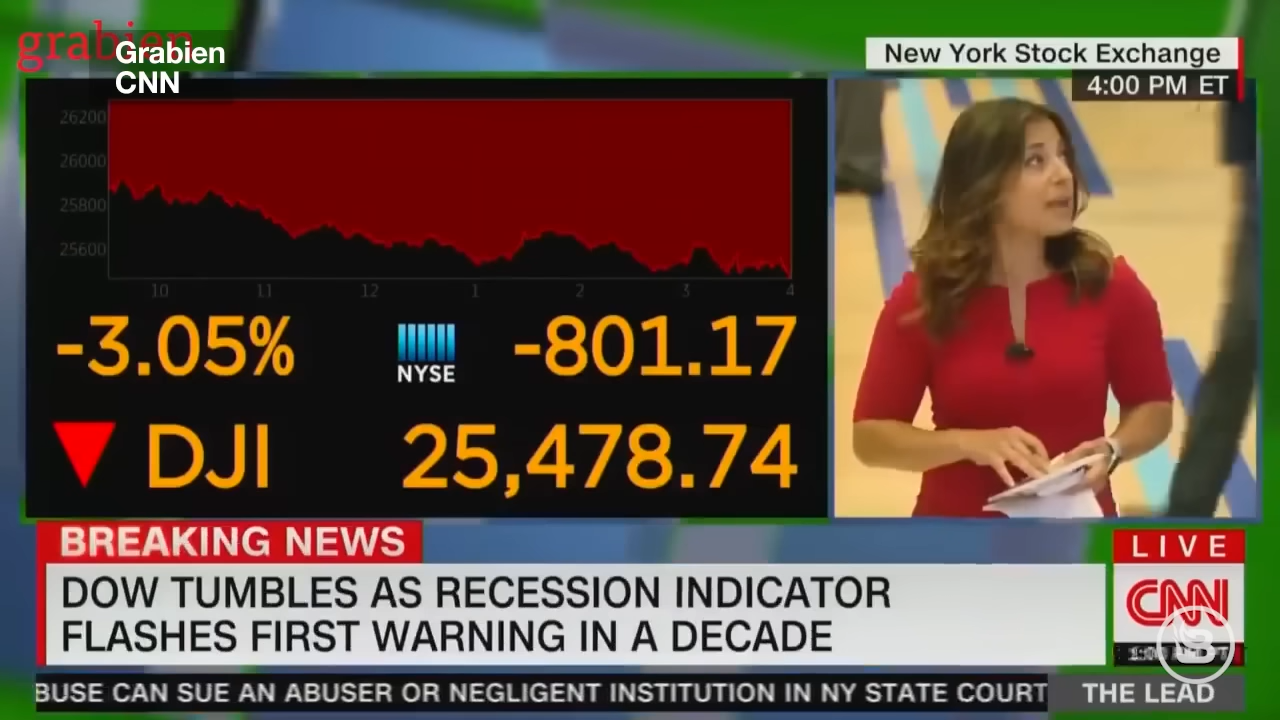 grabien
Grabien
CNN
New York Stock Exchange
4:00 PM ET
26200
26000
25800
25600
10 11 12 1 2 3 4
-3.05% NYSE -801.17
DJI 25,478.74
BREAKING NEWS
LIVE
DOW TUMBLES AS RECESSION INDICATOR
FLASHES FIRST WARNING IN A DECADE
CNN
B
BUSE CAN SUE AN ABUSER OR NEGLIGENT INSTITUTION IN NY STATE COURT
THE LEAD